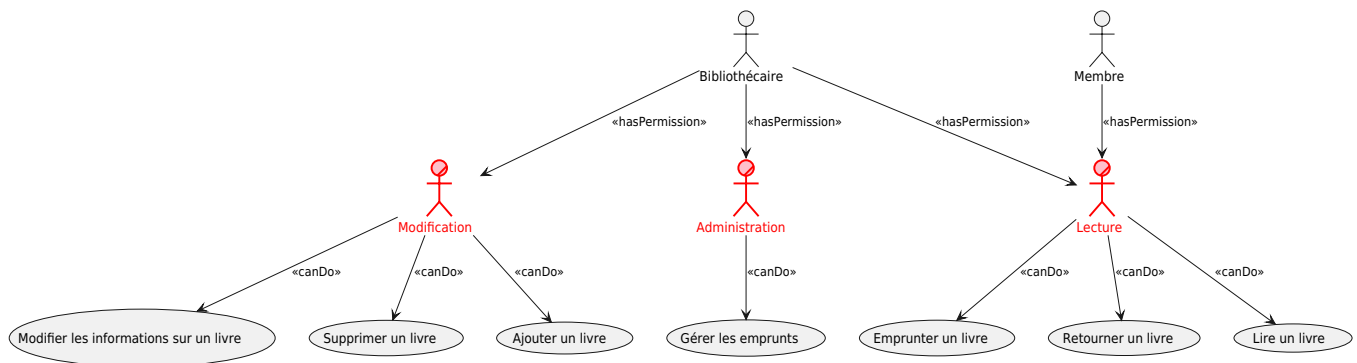 Bibliothécaire
Membre
«hasPermission»
«hasPermission»
«hasPermission»
«hasPermission»
Modification
Administration
Lecture
«canDo»
«canDo»
«canDo»
«canDo»
«canDo»
«canDo»
«canDo»
Modifier les informations sur un livre
Supprimer un livre
Ajouter un livre
Gérer les emprunts
Emprunter un livre
Retourner un livre
Lire un livre